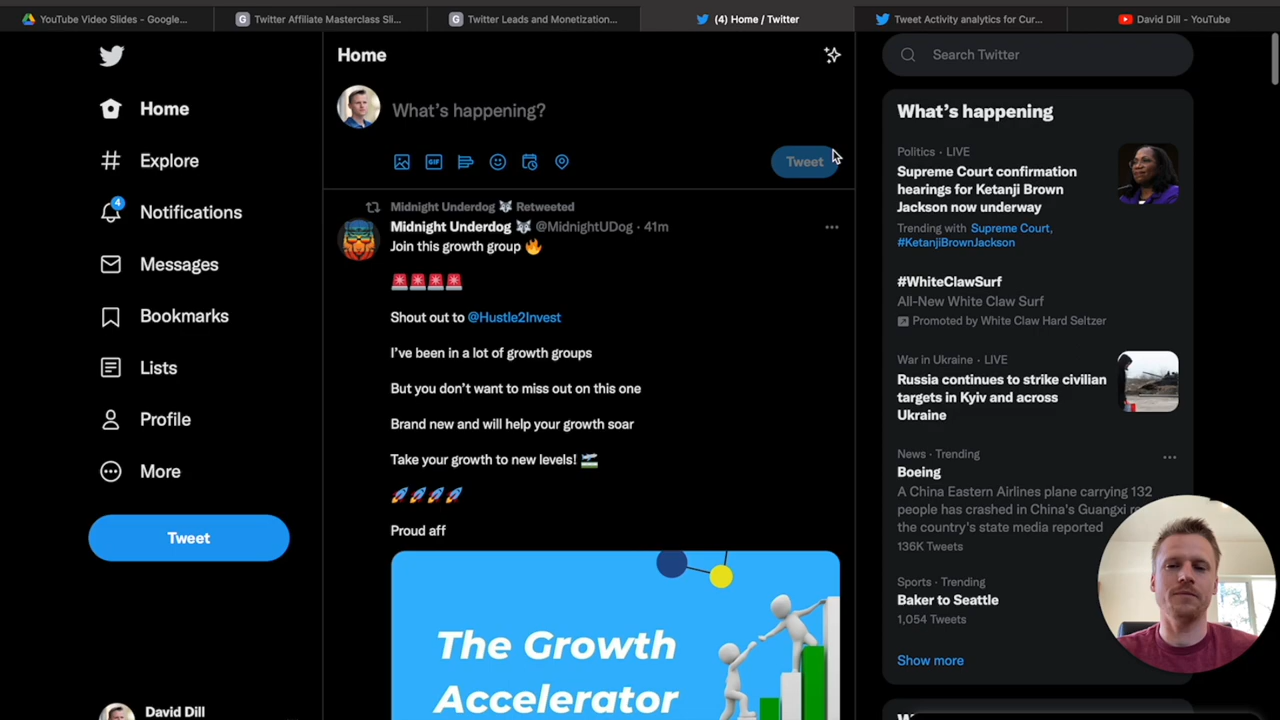 YouTube Video Slides - Google...
Twitter Affiliate Masterclass Sli...
Twitter Leads and Monetization...
(4) Home / Twitter
Tweet Activity analytics for Cur...
David Dill - YouTube
Home
Explore
4
Notifications
Messages
Bookmarks
Lists
Profile
More
Tweet
David Dill
Home
What's happening?
GIF
Tweet
Midnight Underdog 🐺 Retweeted
Midnight Underdog 🐺 @MidnightUDog · 41m
Join this growth group 🔥
🚨🚨🚨🚨
Shout out to @Hustle2Invest
I've been in a lot of growth groups
But you don't want to miss out on this one
Brand new and will help your growth soar
Take your growth to new levels! 🛫
🚀🚀🚀🚀
Proud aff
The Growth
Accelerator
Search Twitter
What's happening
Politics · LIVE
Supreme Court confirmation
hearings for Ketanji Brown
Jackson now underway
Trending with Supreme Court,
#KetanjiBrownJackson
#WhiteClawSurf
All-New White Claw Surf
Promoted by White Claw Hard Seltzer
War in Ukraine · LIVE
Russia continues to strike civilian
targets in Kyiv and across
Ukraine
News · Trending
Boeing
A China Eastern Airlines plane carrying 132
people has crashed in China's Guangxi
the country's state media reported
136K Tweets
Sports · Trending
Baker to Seattle
1,054 Tweets
Show more